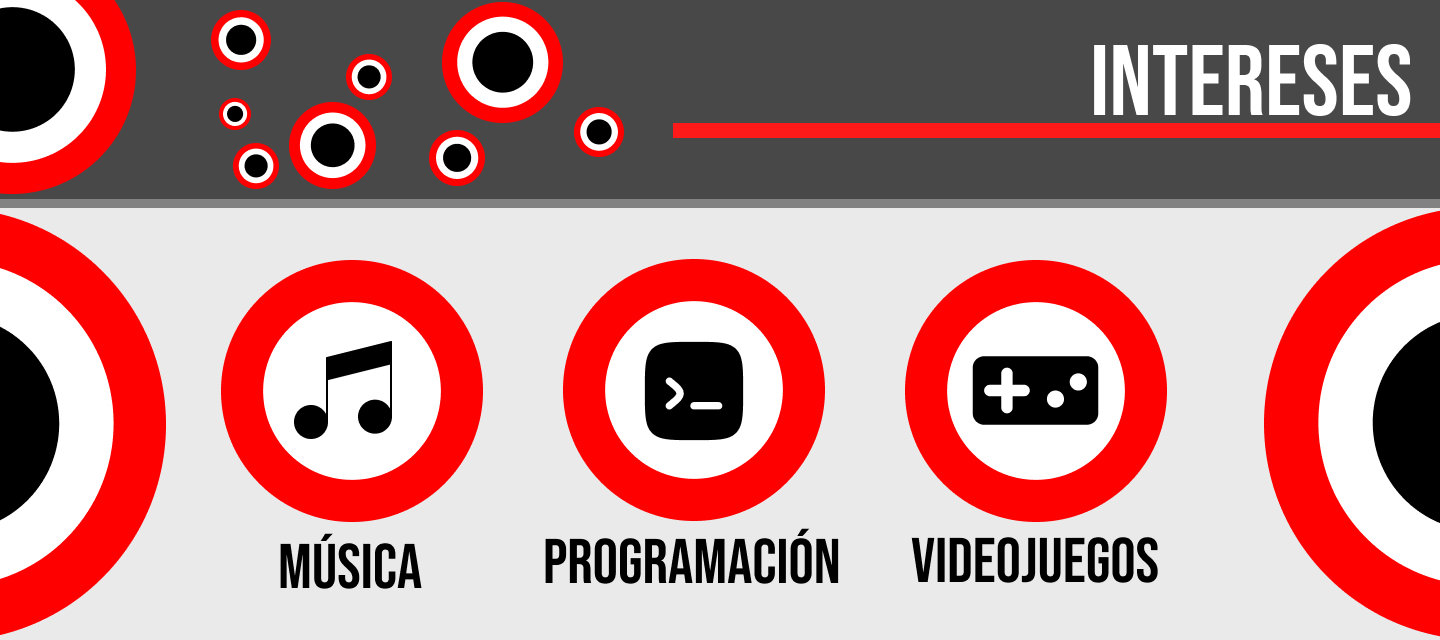 INTERESES
MÚSICA
PROGRAMACIÓN
VIDEOJUEGOS